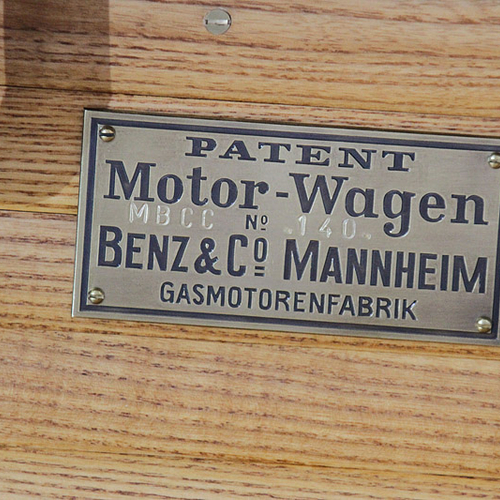 PATENT
Motor-Wagen
MBCC Nº 140
BENZ & Cº MANNHEIM
GASMOTORENFABRIK